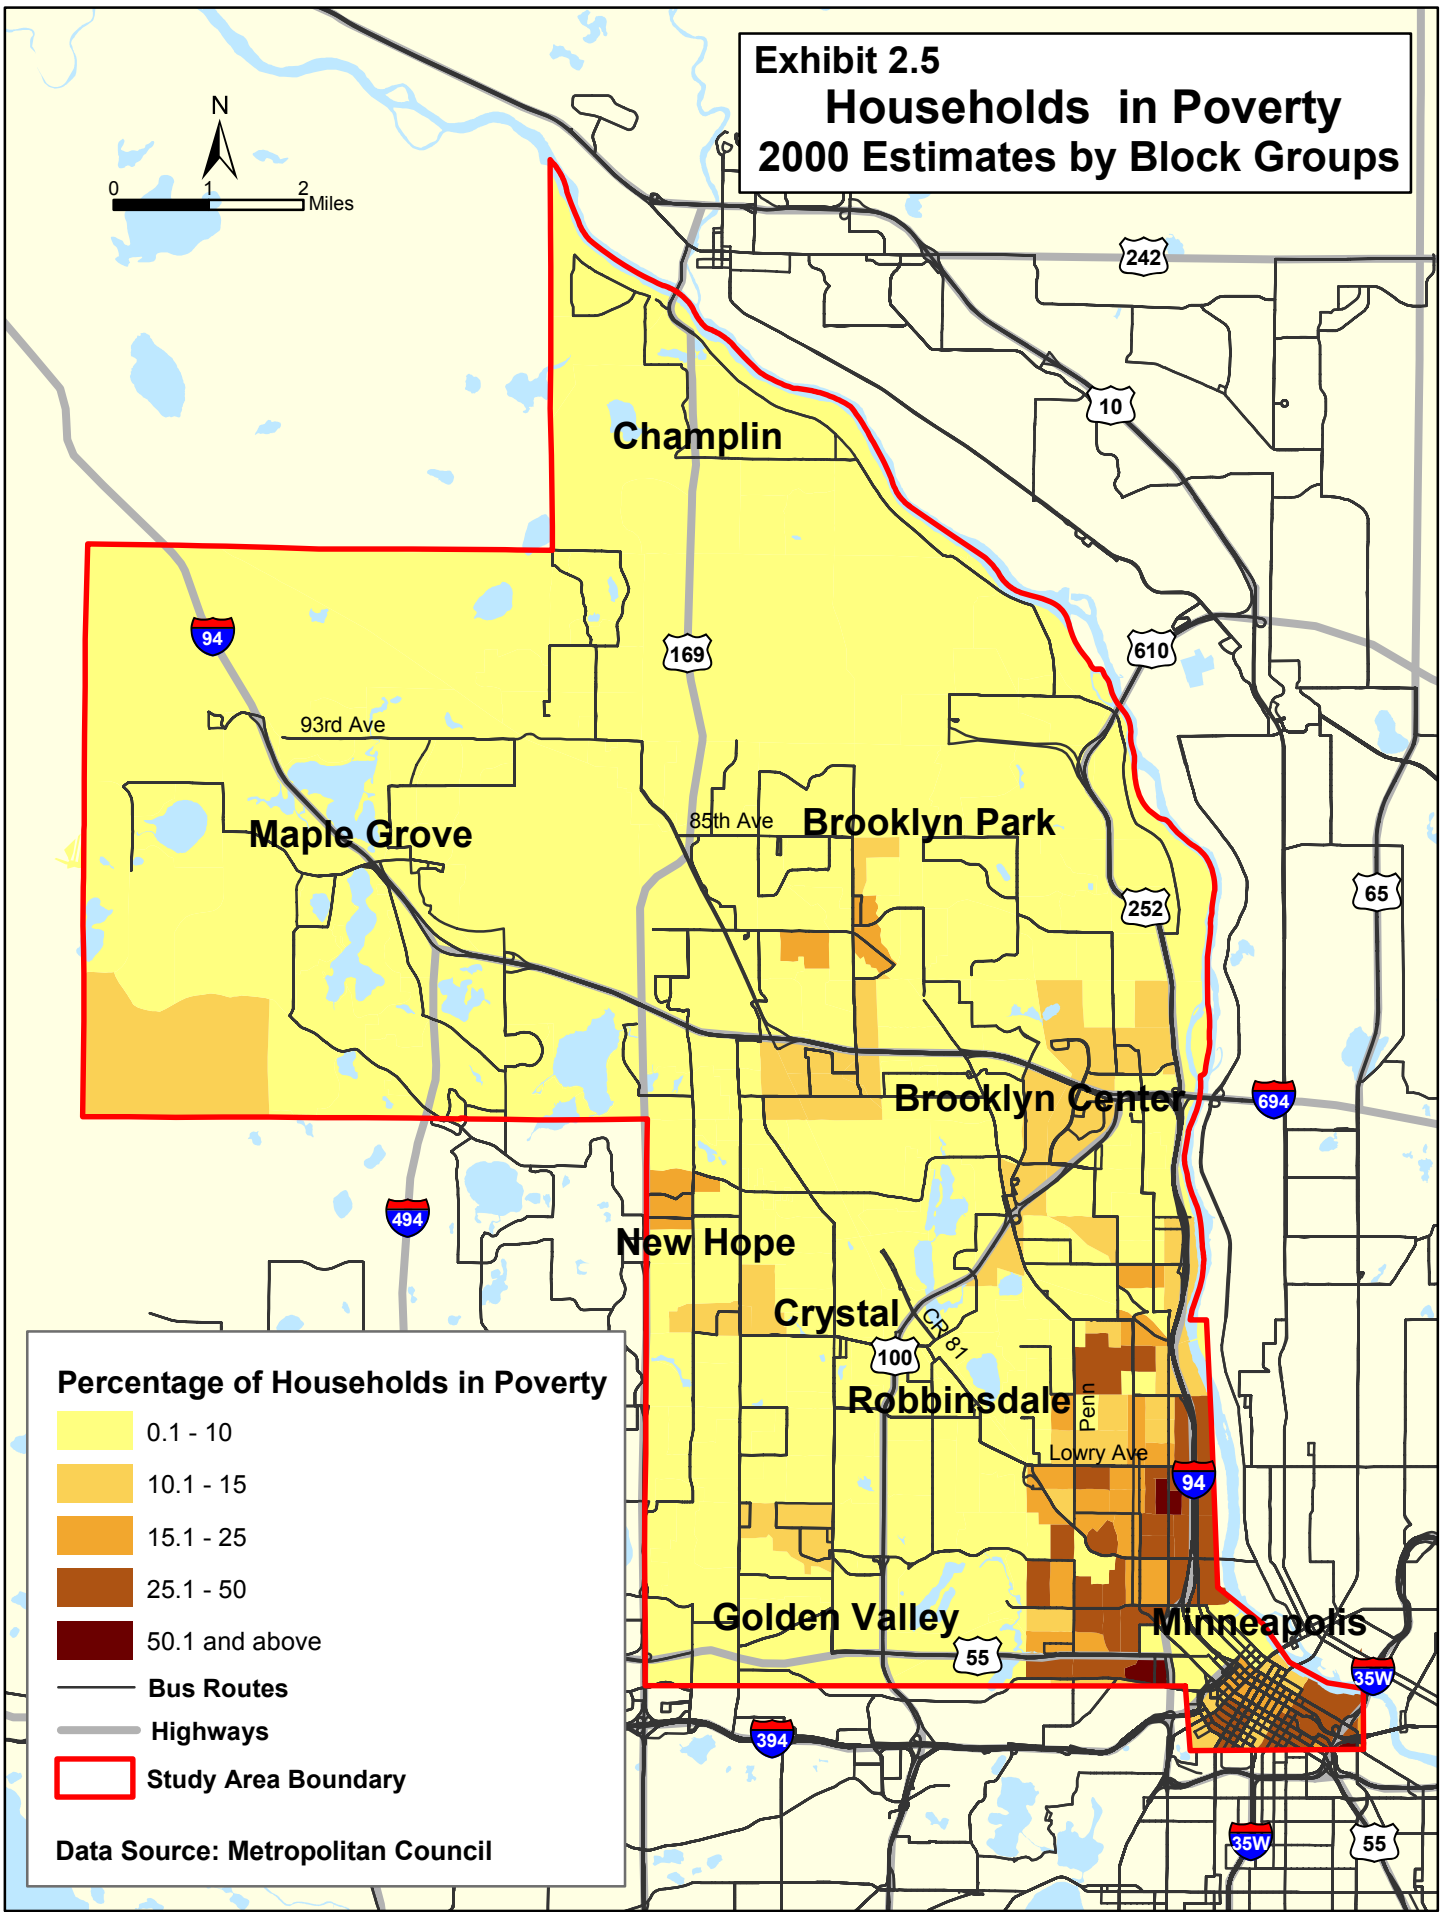 Exhibit 2.5
Households in Poverty
2000 Estimates by Block Groups
N
0 1 2
Miles
242
10
Champlin
94
169
610
93rd Ave
85th Ave
Brooklyn Park
Maple Grove
252
65
Brooklyn Center
694
494
New Hope
Crystal
CR 81
100
Robbinsdale
Penn
Lowry Ave
94
Golden Valley
Minneapolis
55
35W
394
35W
55
Percentage of Households in Poverty
0.1 - 10
10.1 - 15
15.1 - 25
25.1 - 50
50.1 and above
Bus Routes
Highways
Study Area Boundary
Data Source: Metropolitan Council